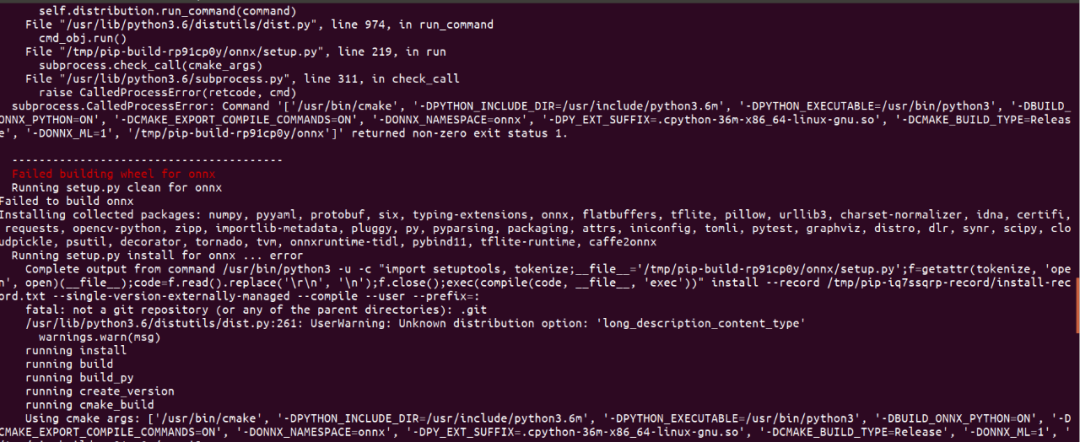 self.distribution.run_command(command)
File "/usr/lib/python3.6/distutils/dist.py", line 974, in run_command
cmd_obj.run()
File "/tmp/pip-build-rp91cp0y/onnx/setup.py", line 219, in run
subprocess.check_call(cmake_args)
File "/usr/lib/python3.6/subprocess.py", line 311, in check_call
raise CalledProcessError(retcode, cmd)
subprocess.CalledProcessError: Command '['/usr/bin/cmake', '-DPYTHON_INCLUDE_DIR=/usr/include/python3.6m', '-DPYTHON_EXECUTABLE=/usr/bin/python3', '-DBUILD_
ONNX_PYTHON=ON', '-DCMAKE_EXPORT_COMPILE_COMMANDS=ON', '-DONNX_NAMESPACE=onnx', '-DPY_EXT_SUFFIX=.cpython-36m-x86_64-linux-gnu.so', '-DCMAKE_BUILD_TYPE=Releas
e', '-DONNX_ML=1', '/tmp/pip-build-rp91cp0y/onnx']' returned non-zero exit status 1.
----------------------------------------
Failed building wheel for onnx
Running setup.py clean for onnx
Failed to build onnx
Installing collected packages: numpy, pyyaml, protobuf, six, typing-extensions, onnx, flatbuffers, tflite, pillow, urllib3, charset-normalizer, idna, certifi,
requests, opencv-python, zipp, importlib-metadata, pluggy, py, pyparsing, packaging, attrs, iniconfig, tomli, pytest, graphviz, distro, dlr, synr, scipy, clo
udpickle, psutil, decorator, tornado, tvm, onnxruntime-tidl, pybind11, tflite-runtime, caffe2onnx
Running setup.py install for onnx ... error
Complete output from command /usr/bin/python3 -u -c "import setuptools, tokenize;__file__='/tmp/pip-build-rp91cp0y/onnx/setup.py';f=getattr(tokenize, 'ope
n', open)(__file__);code=f.read().replace('\r\n', '\n');f.close();exec(compile(code, __file__, 'exec'))" install --record /tmp/pip-iq7ssqrp-record/install-rec
ord.txt --single-version-externally-managed --compile --user --prefix=:
fatal: not a git repository (or any of the parent directories): .git
/usr/lib/python3.6/distutils/dist.py:261: UserWarning: Unknown distribution option: 'long_description_content_type'
warnings.warn(msg)
running install
running build
running build_py
running create_version
running cmake_build
Using cmake args: ['/usr/bin/cmake', '-DPYTHON_INCLUDE_DIR=/usr/include/python3.6m', '-DPYTHON_EXECUTABLE=/usr/bin/python3', '-DBUILD_ONNX_PYTHON=ON', '-D
CMAKE_EXPORT_COMPILE_COMMANDS=ON', '-DONNX_NAMESPACE=onnx', '-DPY_EXT_SUFFIX=.cpython-36m-x86_64-linux-gnu.so', '-DCMAKE_BUILD_TYPE=Release', '-DONNX_ML=1', '